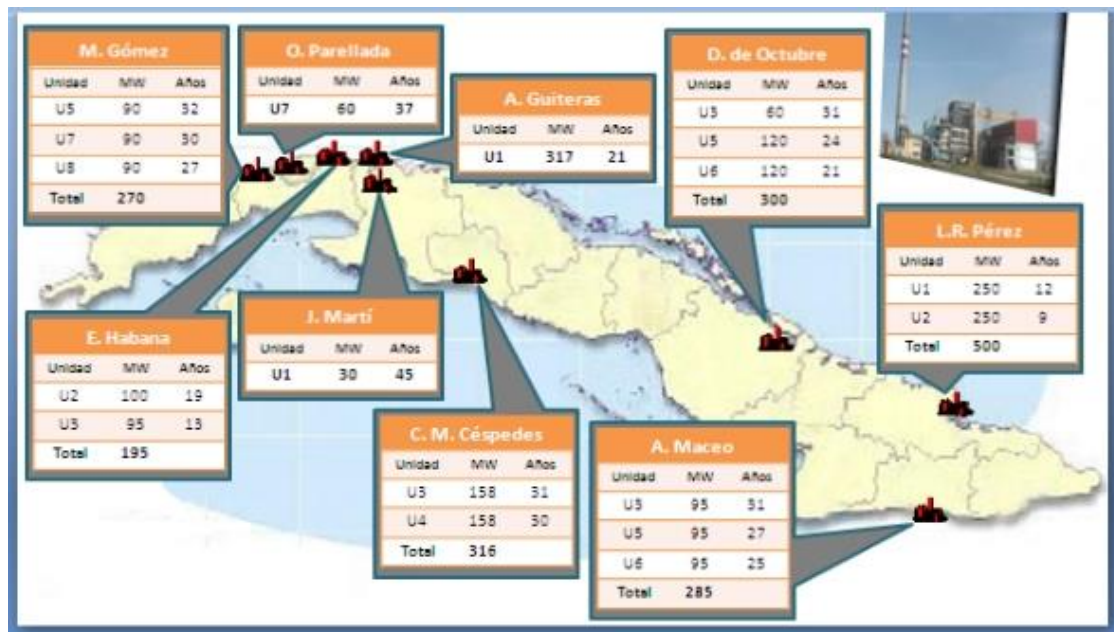 M. Gómez
Unidad MW Años
U5 90 32
U7 90 30
U8 90 27
Total 270
O. Parellada
Unidad MW Años
U7 60 37
A. Guiteras
Unidad MW Años
U1 317 21
D. de Octubre
Unidad MW Años
U3 60 31
U5 120 24
U6 120 21
Total 300
L.R. Pérez
Unidad MW Años
U1 250 12
U2 250 9
Total 500
E. Habana
Unidad MW Años
U2 100 19
U3 95 13
Total 195
J. Martí
Unidad MW Años
U1 30 45
C. M. Céspedes
Unidad MW Años
U3 158 31
U4 158 30
Total 316
A. Maceo
Unidad MW Años
U3 95 31
U5 95 27
U6 95 25
Total 285